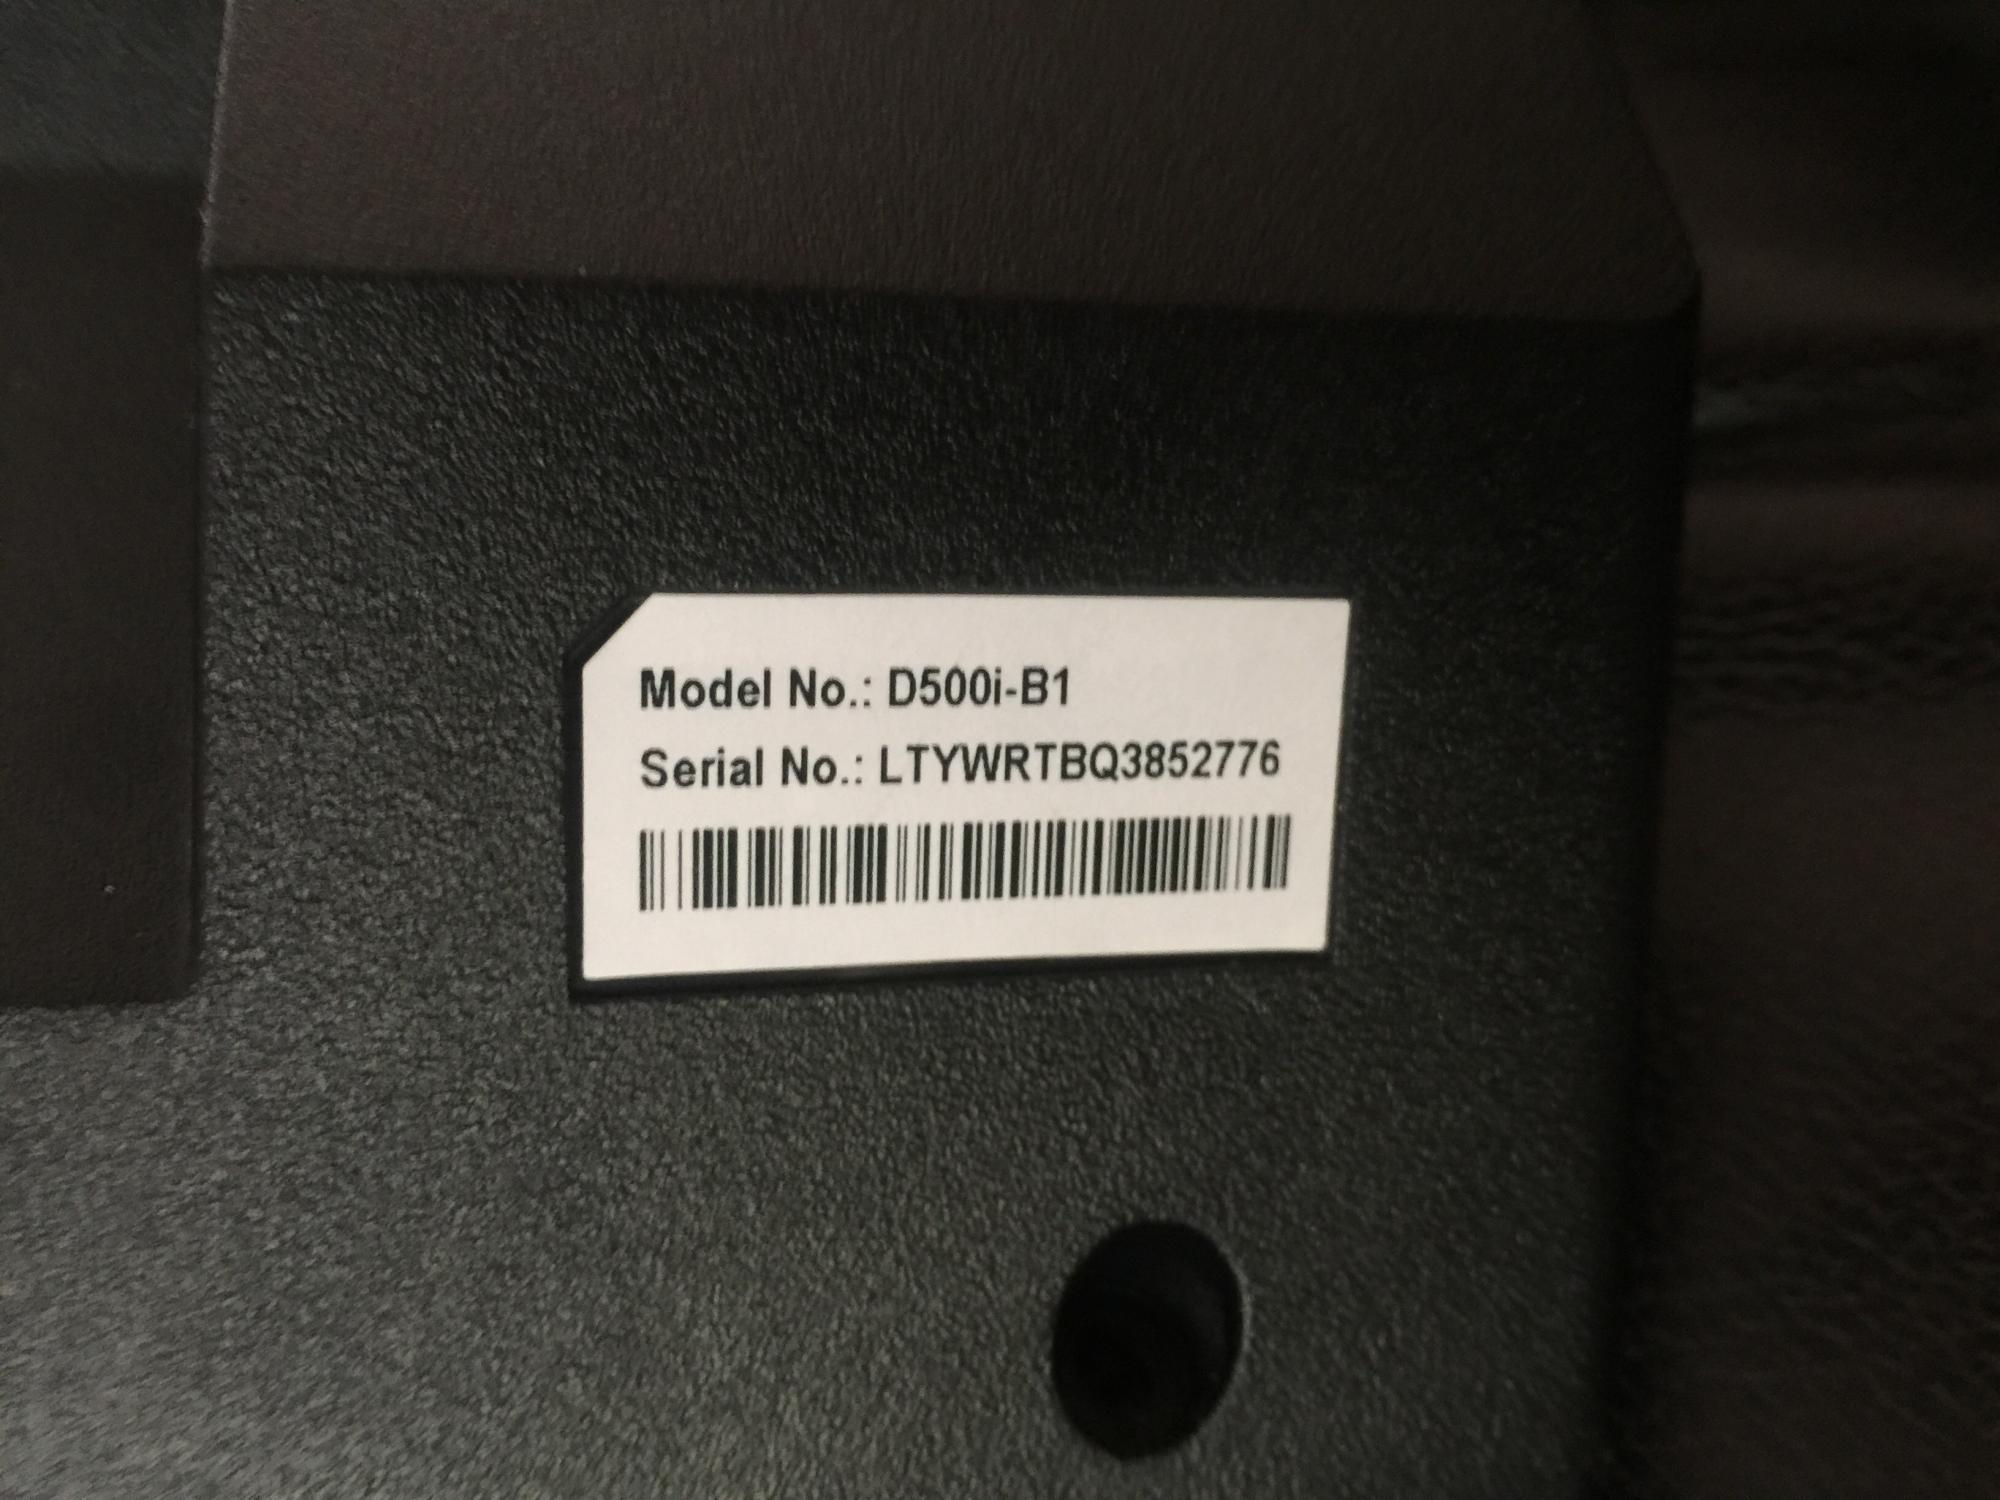 Model No.: D500i-B1
Serial No.: LTYWRTBQ3852776